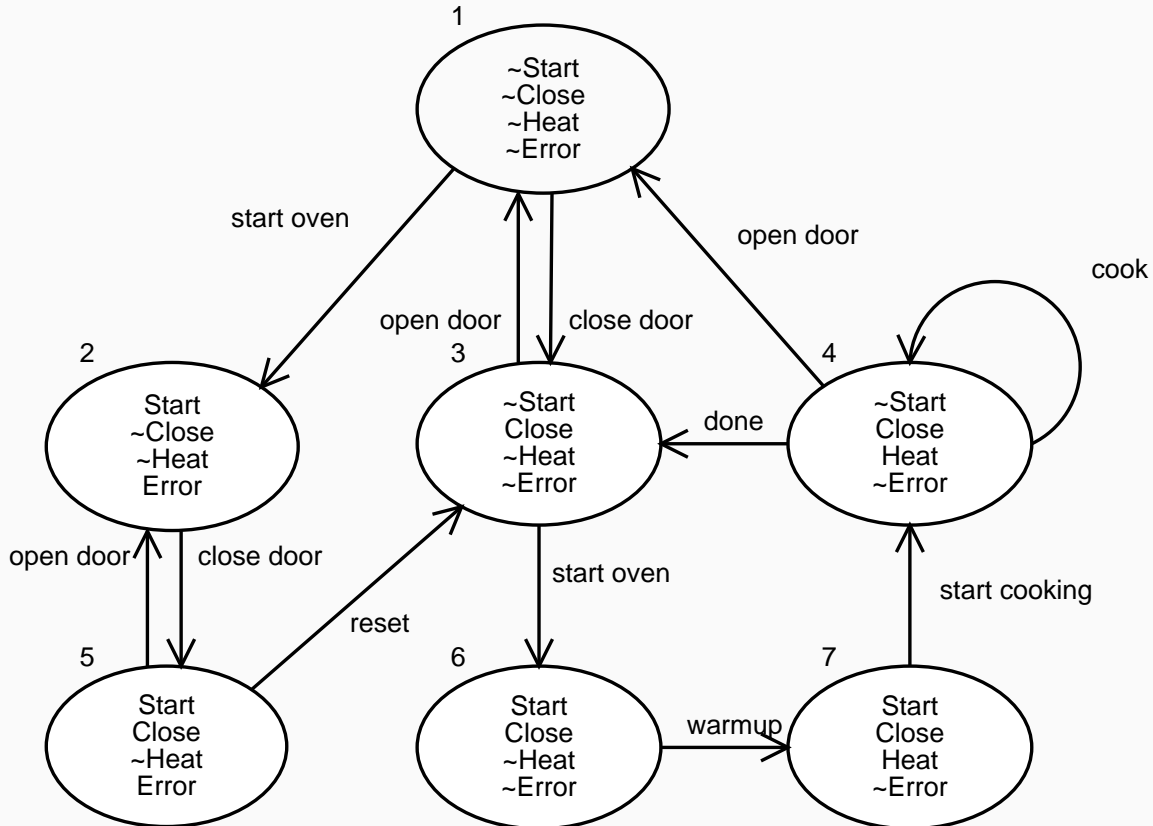 1
~Start
~Close
~Heat
~Error
start oven
open door
cook
open door
close door
2
3
4
Start
~Close
~Heat
Error
~Start
Close
~Heat
~Error
done
~Start
Close
Heat
~Error
open door
close door
start oven
start cooking
reset
5
6
7
Start
Close
~Heat
Error
Start
Close
~Heat
~Error
warmup
Start
Close
Heat
~Error